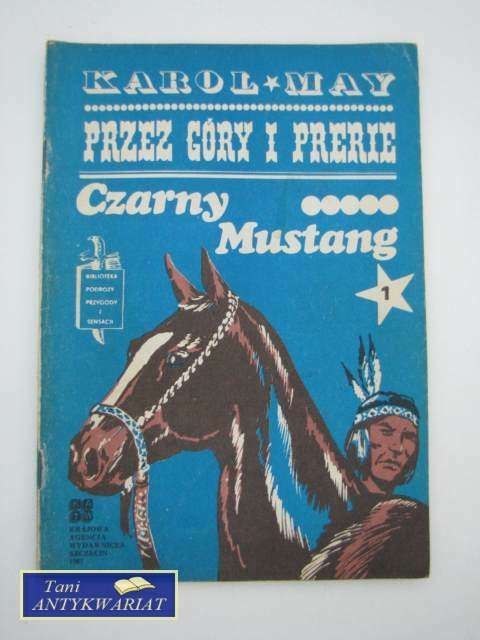 KAROL★MAY
PRZEZ GÓRY I PRERIE
Czarny
Mustang
1
BIBLIOTEKA
PODRÓŻY
PRZYGODY
I
SENSACJI
KRAJOWA
AGENCJA
WYDAWNICZA
SZCZECIN
Tani
ANTYKWARIAT